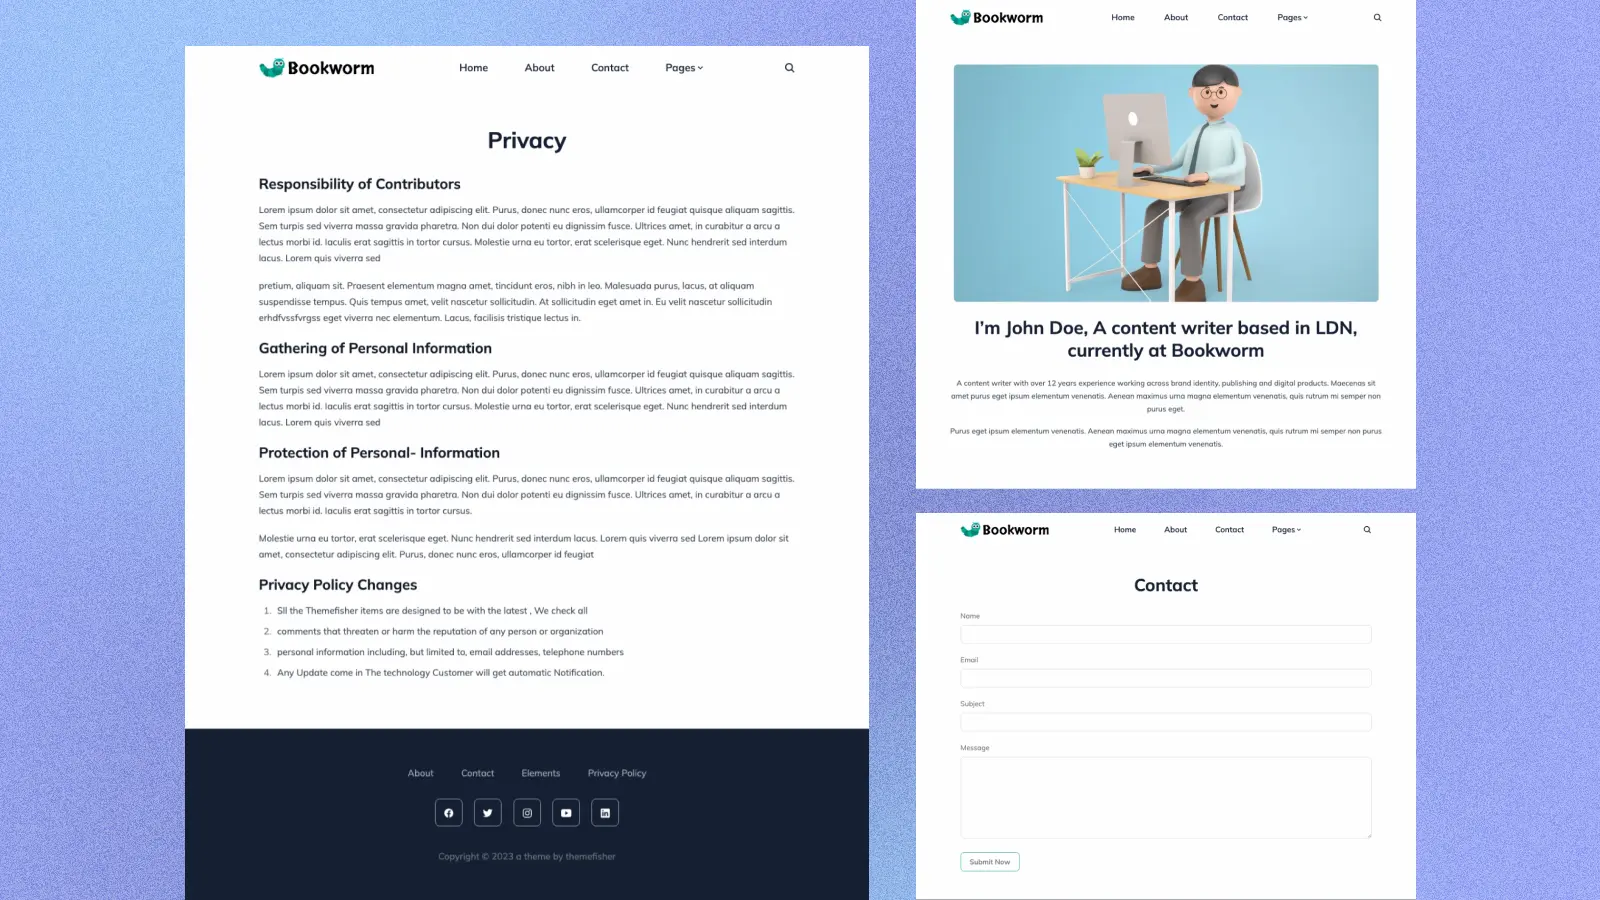 Bookworm
Home About Contact Pages
Privacy
Responsibility of Contributors
Lorem ipsum dolor sit amet, consectetur adipiscing elit. Purus, donec nunc eros, ullamcorper id feugiat quisque aliquam sagittis.
Sem turpis sed viverra massa gravida pharetra. Non dui dolor potenti eu dignissim fusce. Ultrices amet, in curabitur a arcu a
lectus morbi id. Iaculis erat sagittis in tortor cursus. Molestie urna eu tortor, erat scelerisque eget. Nunc hendrerit sed interdum
lacus. Lorem quis viverra sed
pretium, aliquam sit. Praesent elementum magna amet, tincidunt eros, nibh in leo. Malesuada purus, lacus, at aliquam
suspendisse tempus. Quis tempus amet, velit nascetur sollicitudin. At sollicitudin eget amet in. Eu velit nascetur sollicitudin
erhdfvssfvrgss eget viverra nec elementum. Lacus, facilisis tristique lectus in.
Gathering of Personal Information
Lorem ipsum dolor sit amet, consectetur adipiscing elit. Purus, donec nunc eros, ullamcorper id feugiat quisque aliquam sagittis.
Sem turpis sed viverra massa gravida pharetra. Non dui dolor potenti eu dignissim fusce. Ultrices amet, in curabitur a arcu a
lectus morbi id. Iaculis erat sagittis in tortor cursus. Molestie urna eu tortor, erat scelerisque eget. Nunc hendrerit sed interdum
lacus. Lorem quis viverra sed
Protection of Personal- Information
Lorem ipsum dolor sit amet, consectetur adipiscing elit. Purus, donec nunc eros, ullamcorper id feugiat quisque aliquam sagittis.
Sem turpis sed viverra massa gravida pharetra. Non dui dolor potenti eu dignissim fusce. Ultrices amet, in curabitur a arcu a
lectus morbi id. Iaculis erat sagittis in tortor cursus.
Molestie urna eu tortor, erat scelerisque eget. Nunc hendrerit sed interdum lacus. Lorem quis viverra sed Lorem ipsum dolor sit
amet, consectetur adipiscing elit. Purus, donec nunc eros, ullamcorper id feugiat
Privacy Policy Changes
1. Sll the Themefisher items are designed to be with the latest , We check all
2. comments that threaten or harm the reputation of any person or organization
3. personal information including, but limited to, email addresses, telephone numbers
4. Any Update come in The technology Customer will get automatic Notification.
About Contact Elements Privacy Policy
Copyright © 2023 a theme by themefisher
Bookworm
Home About Contact Pages
I'm John Doe, A content writer based in LDN,
currently at Bookworm
A content writer with over 12 years experience working across brand identity, publishing and digital products. Maecenas sit
amet purus eget ipsum elementum venenatis. Aenean maximus urna magna elementum venenatis, quis rutrum mi semper non
purus eget.
Purus eget ipsum elementum venenatis. Aenean maximus urna magna elementum venenatis, quis rutrum mi semper non purus
eget ipsum elementum venenatis.
Bookworm
Home About Contact Pages
Contact
Name
Email
Subject
Message
Submit Now